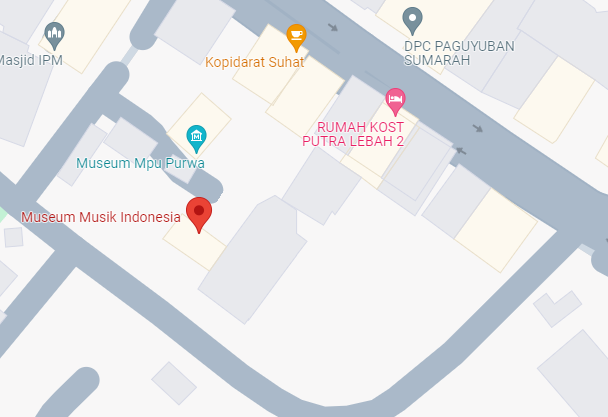 DPC PAGUYUBAN
SUMARAH
Masjid IPM
Kopidarat Suhat
RUMAH KOST
PUTRA LEBAH 2
Museum Mpu Purwa
Museum Musik Indonesia